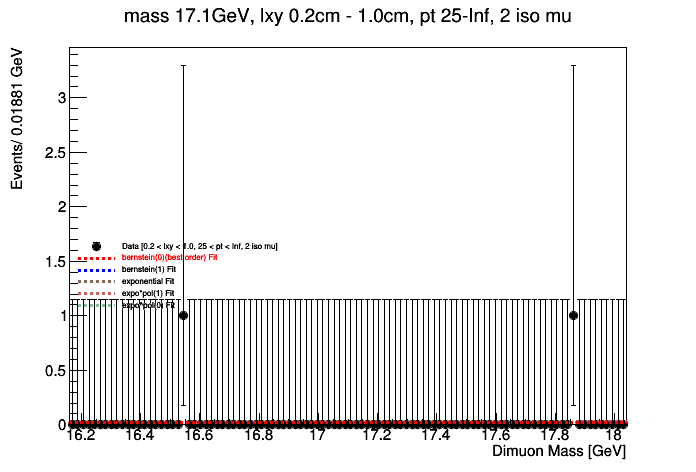 mass 17.1GeV, lxy 0.2cm - 1.0cm, pt 25-Inf, 2 iso mu
Events/ 0.01881 GeV
3
2.5
2
Data [0.2 < lxy < 1.0, 25 < pt < Inf, 2 iso mu]
bernstein(0)(best order) Fit
1.5
bernstein(1) Fit
exponential Fit
expo*pol(1) Fit
expo*pol(0) Fit
1
0.5
0
16.2 16.4 16.6 16.8 17 17.2 17.4 17.6 17.8 18
Dimuon Mass [GeV]